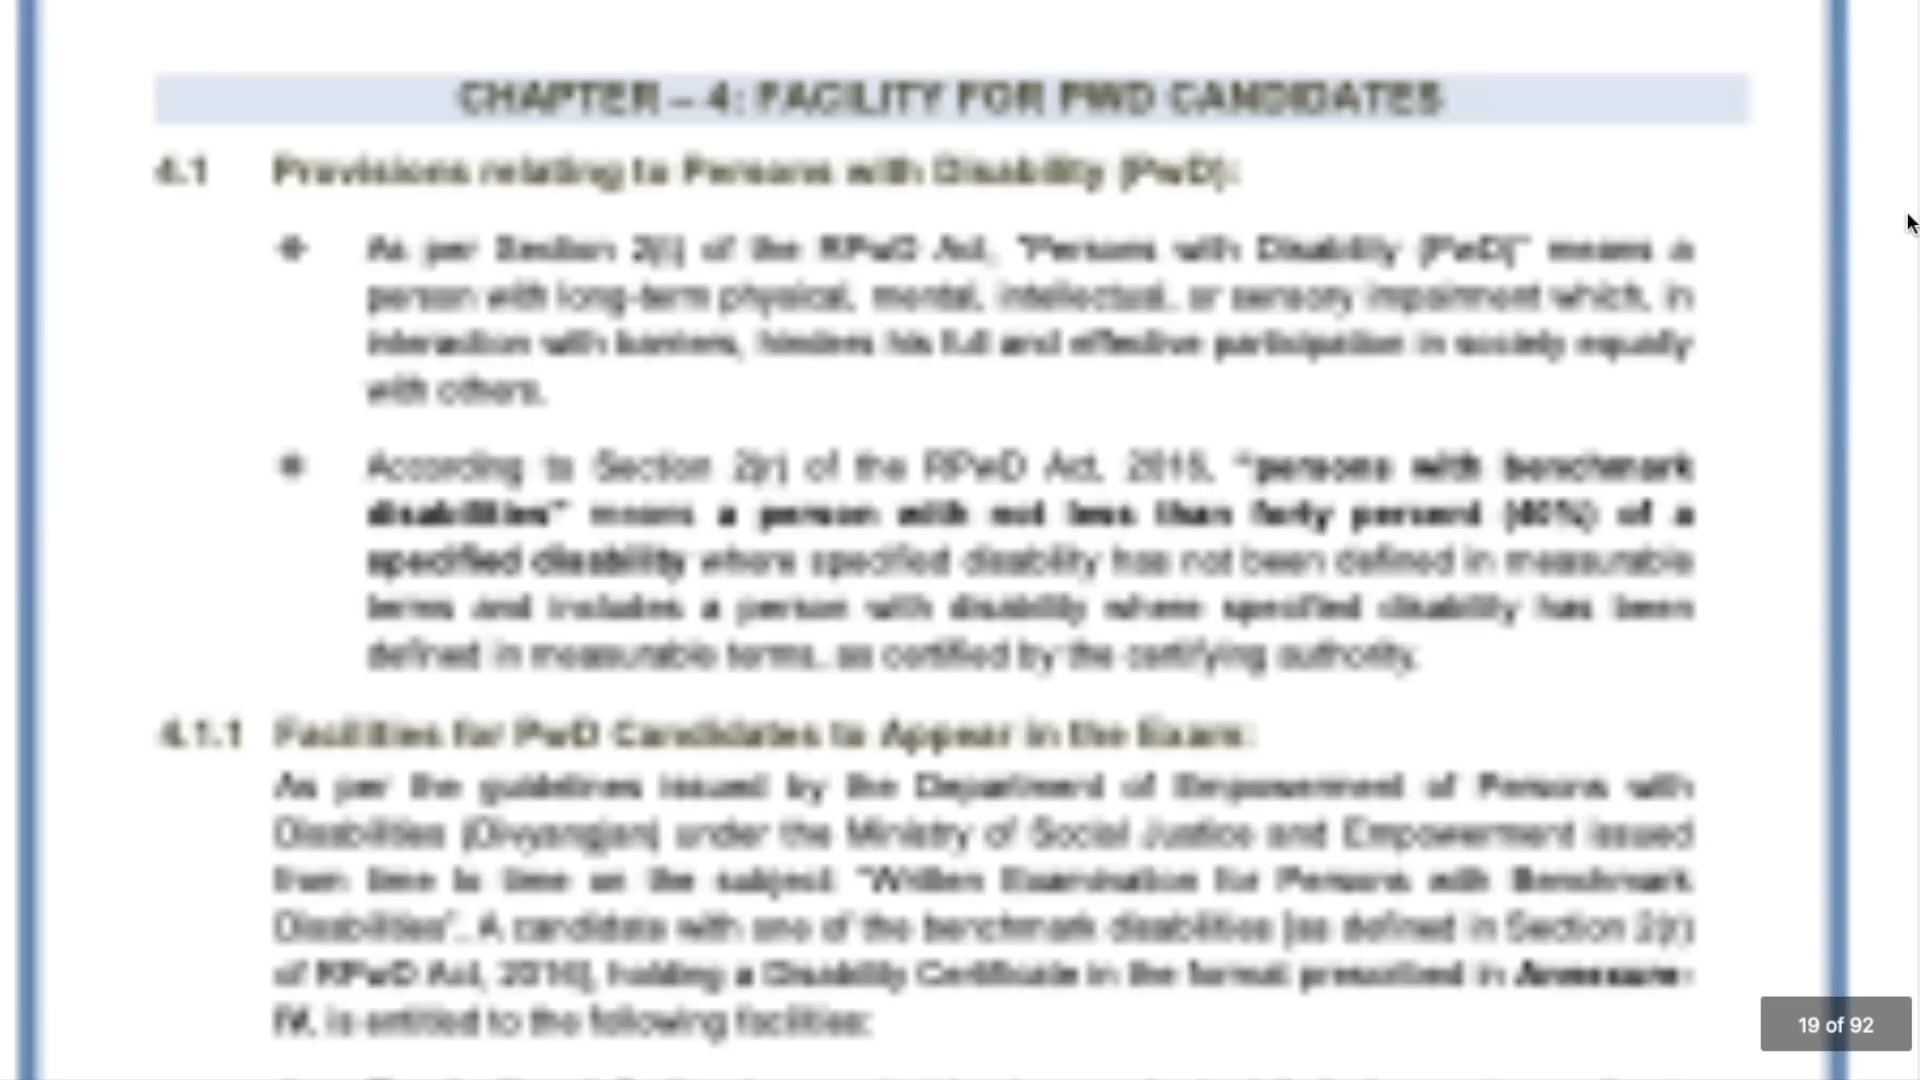 CHAPTER – 4: FACILITY FOR PWD CANDIDATES
4.1 Provisions relating to Persons with Disability (PwD):
As per Section 2(s) of the RPwD Act, "Persons with Disability (PwD)" means a
person with long-term physical, mental, intellectual, or sensory impairment which, in
interaction with barriers, hinders his full and effective participation in society equally
with others.
According to Section 2(r) of the RPwD Act, 2016, "persons with benchmark
disabilities" means a person with not less than forty percent (40%) of a
specified disability where specified disability has not been defined in measurable
terms and includes a person with disability where specified disability has been
defined in measurable terms, as certified by the certifying authority.
4.1.1 Facilities for PwD Candidates to Appear in the Exam:
As per the guidelines issued by the Department of Empowerment of Persons with
Disabilities (Divyangjan) under the Ministry of Social Justice and Empowerment issued
from time to time on the subject: "Written Examination for Persons with Benchmark
Disabilities". A candidate with one of the benchmark disabilities [as defined in Section 2(r)
of RPwD Act, 2016], holding a Disability Certificate in the format prescribed in Annexure-
IV, is entitled to the following facilities:
19 of 92